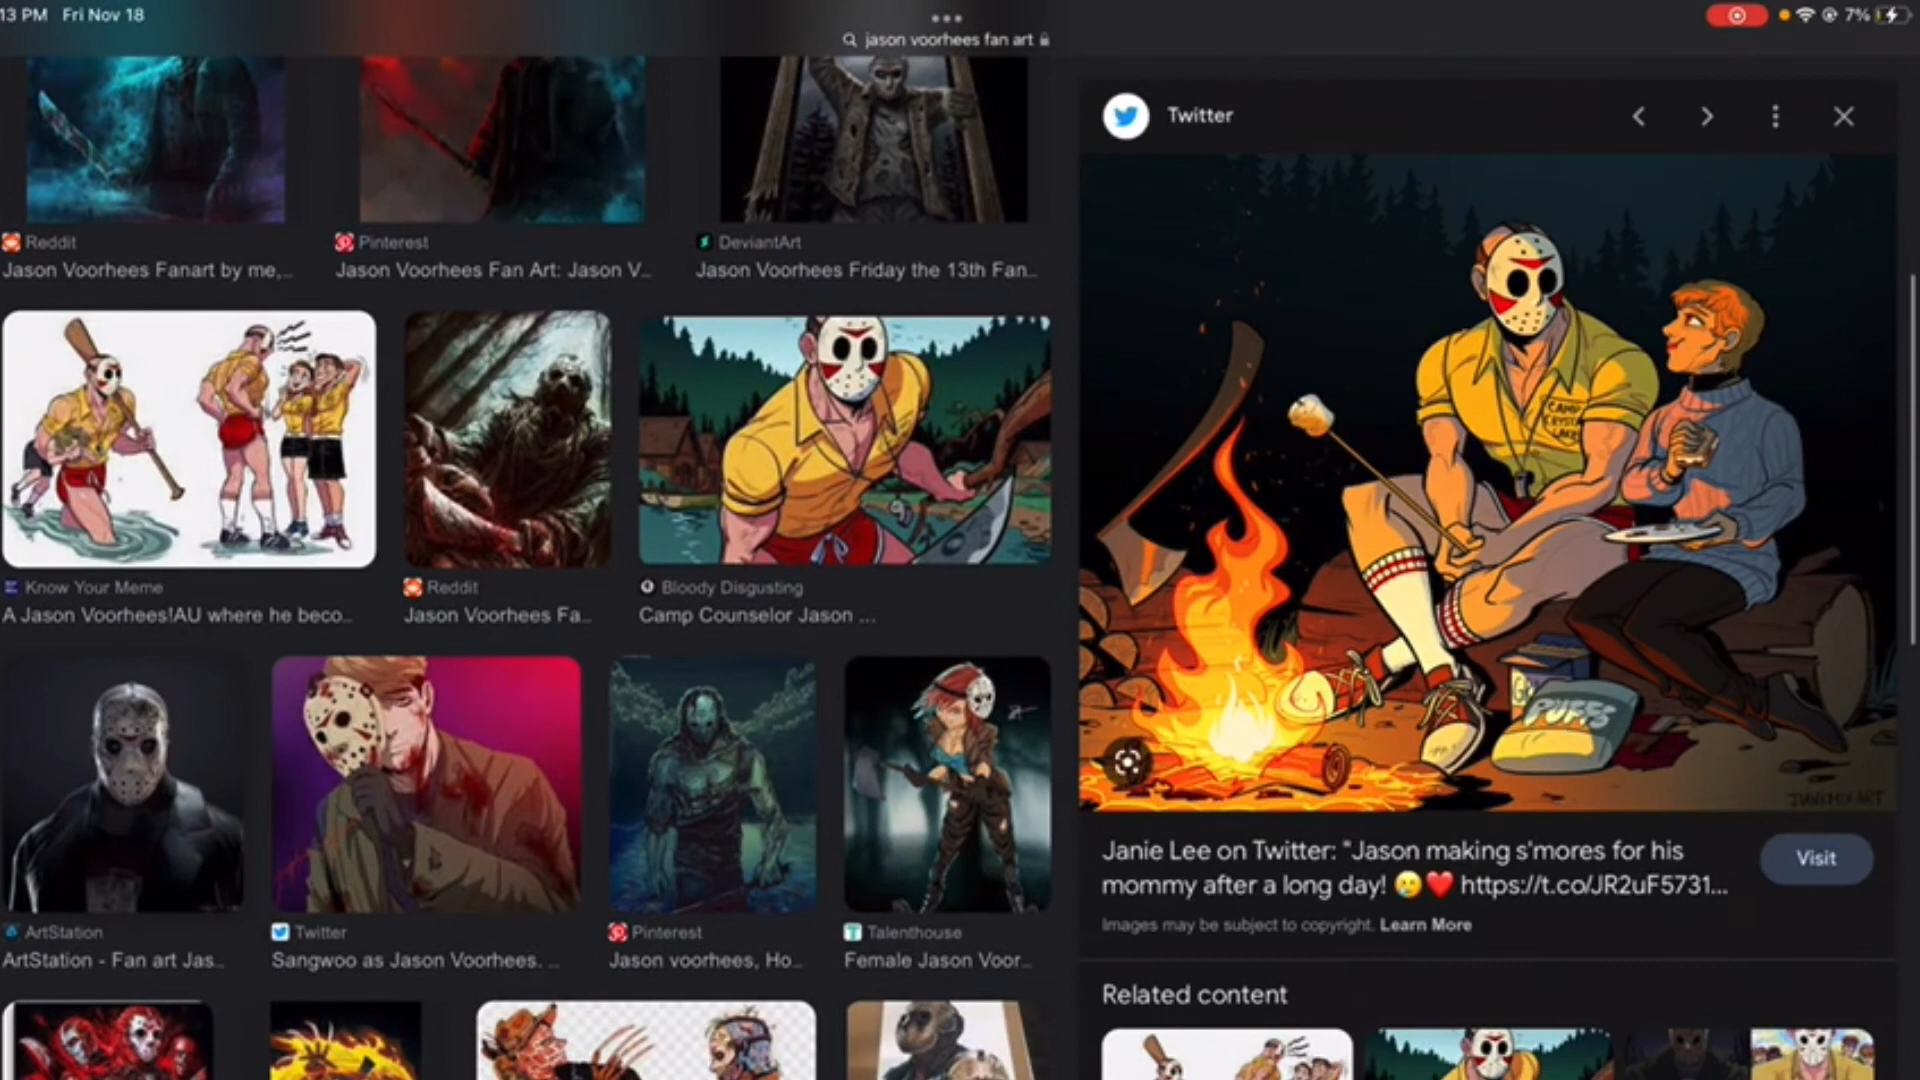 13 PM Fri Nov 18
7%
jason voorhees fan art
Twitter
Reddit
Jason Voorhees Fanart by me,...
Pinterest
Jason Voorhees Fan Art: Jason V...
DeviantArt
Jason Voorhees Friday the 13th Fan...
CAMP
CRYSTAL
LAKE
PUFFS
JUNKMIXART
Know Your Meme
A Jason Voorhees!AU where he beco...
Reddit
Jason Voorhees Fa...
Bloody Disgusting
Camp Counselor Jason ...
Janie Lee on Twitter: "Jason making s'mores for his
mommy after a long day! 🥲❤️ https://t.co/JR2uF5731...
Visit
Images may be subject to copyright. Learn More
ArtStation
ArtStation - Fan art Jas...
Twitter
Sangwoo as Jason Voorhees. ...
Pinterest
Jason voorhees, Ho...
Talenthouse
Female Jason Voor...
Related content